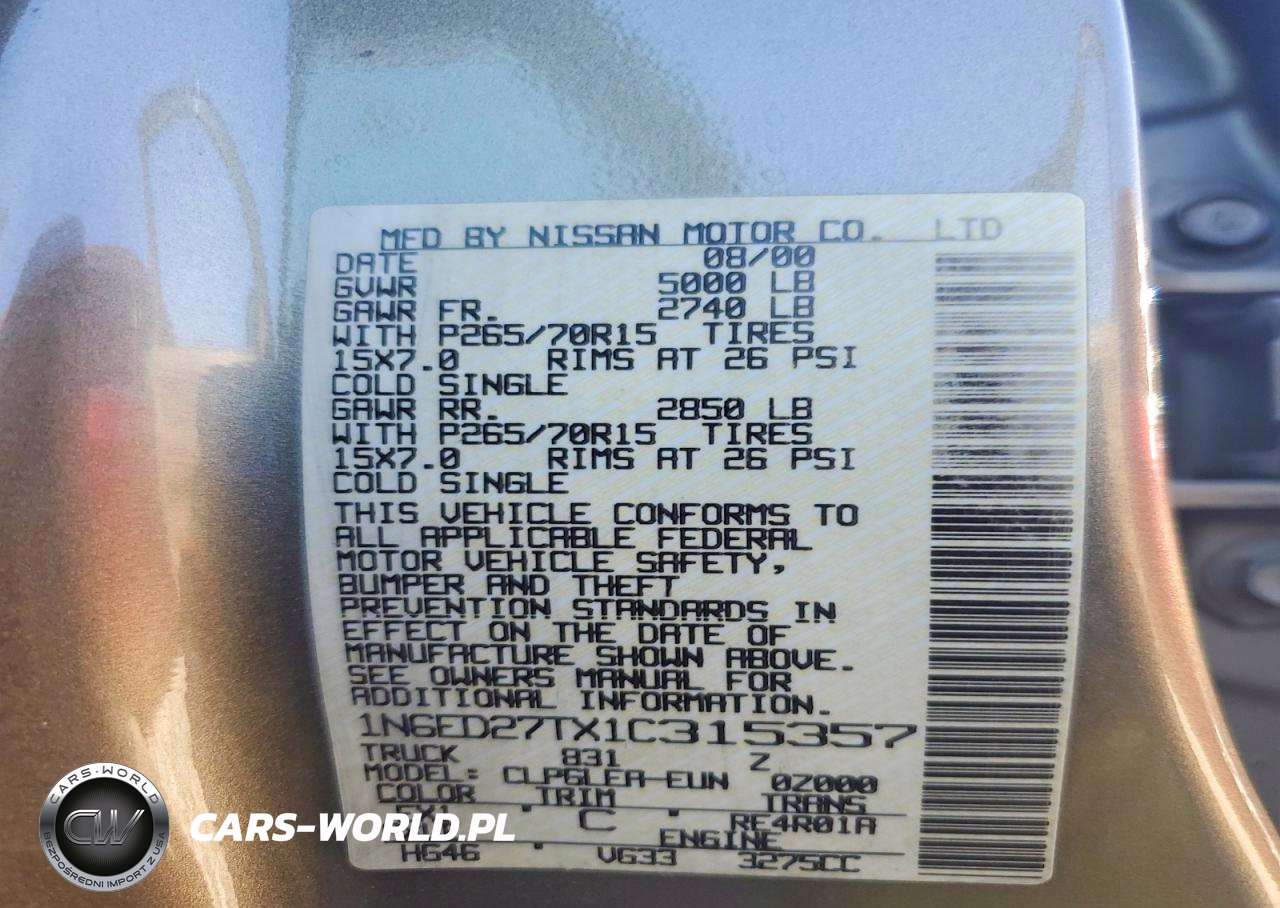 MFD BY NISSAN MOTOR CO. LTD
DATE 08/00
GVWR 5000 LB
GAWR FR. 2740 LB
WITH P265/70R15 TIRES
15X7.0 RIMS AT 26 PSI
COLD SINGLE
GAWR RR. 2850 LB
WITH P265/70R15 TIRES
15X7.0 RIMS AT 26 PSI
COLD SINGLE
THIS VEHICLE CONFORMS TO
ALL APPLICABLE FEDERAL
MOTOR VEHICLE SAFETY,
BUMPER AND THEFT
PREVENTION STANDARDS IN
EFFECT ON THE DATE OF
MANUFACTURE SHOWN ABOVE.
SEE OWNERS MANUAL FOR
ADDITIONAL INFORMATION.
1N6ED27TX1C315357
TRUCK 831 Z
MODEL: CLPGLEA-EUN 0Z000
COLOR TRIM TRANS
C RE4R01A
ENGINE
HG46 VG33 3275CC
CARS-WORLD
CW
BEZPOŚREDNI IMPORT Z USA
CARS-WORLD.PL